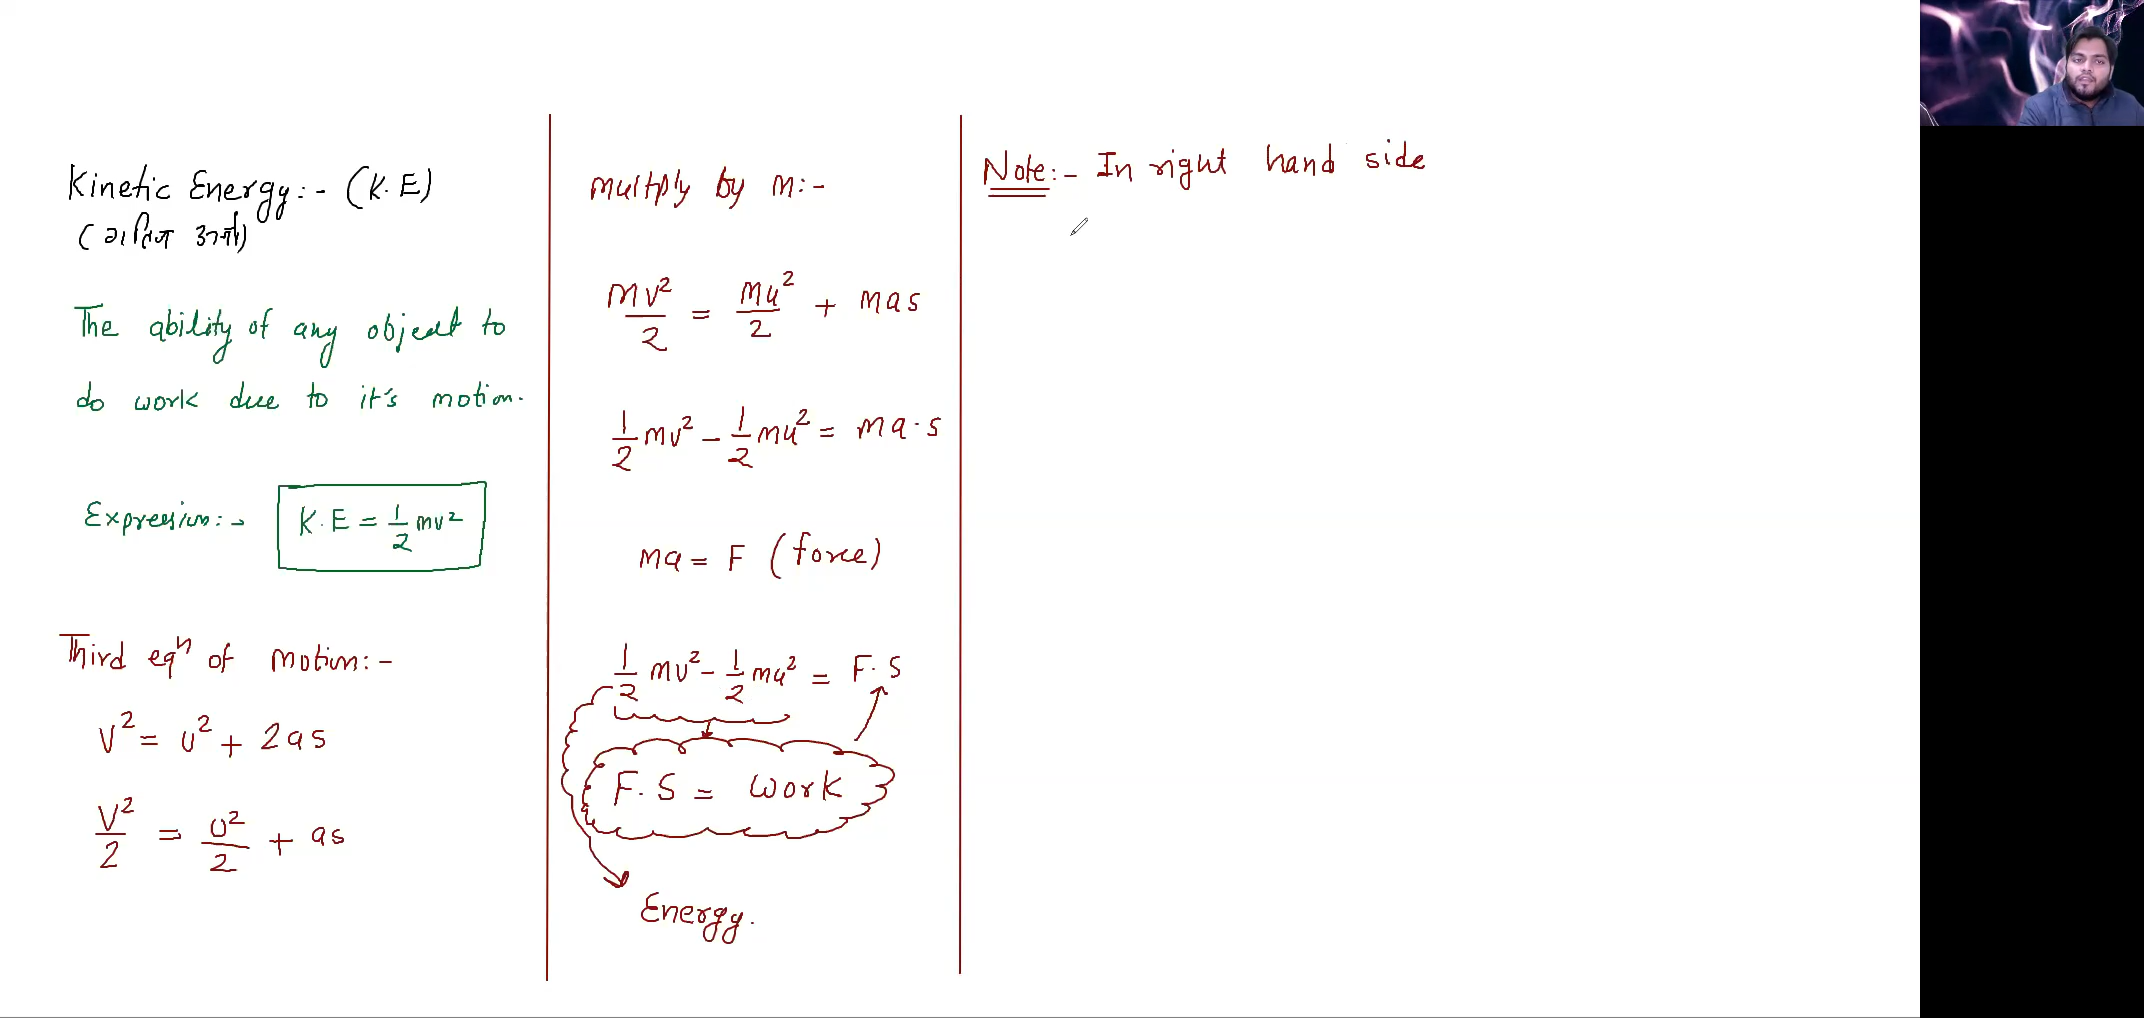 Kinetic Energy:- (K.E)
(गतिज ऊर्जा)
The ability of any object to
do work due to it's motion.
Expression:→ K.E = 1/2 mv²
Third eqⁿ of motion:-
V² = u² + 2as
V²/2 = u²/2 + as
multiply by m:-
mv²/2 = mu²/2 + mas
1/2 mv² - 1/2 mu² = ma·s
ma = F (force)
1/2 mv² - 1/2 mu² = F·S
F·S = Work
Energy.
Note:- In right hand side